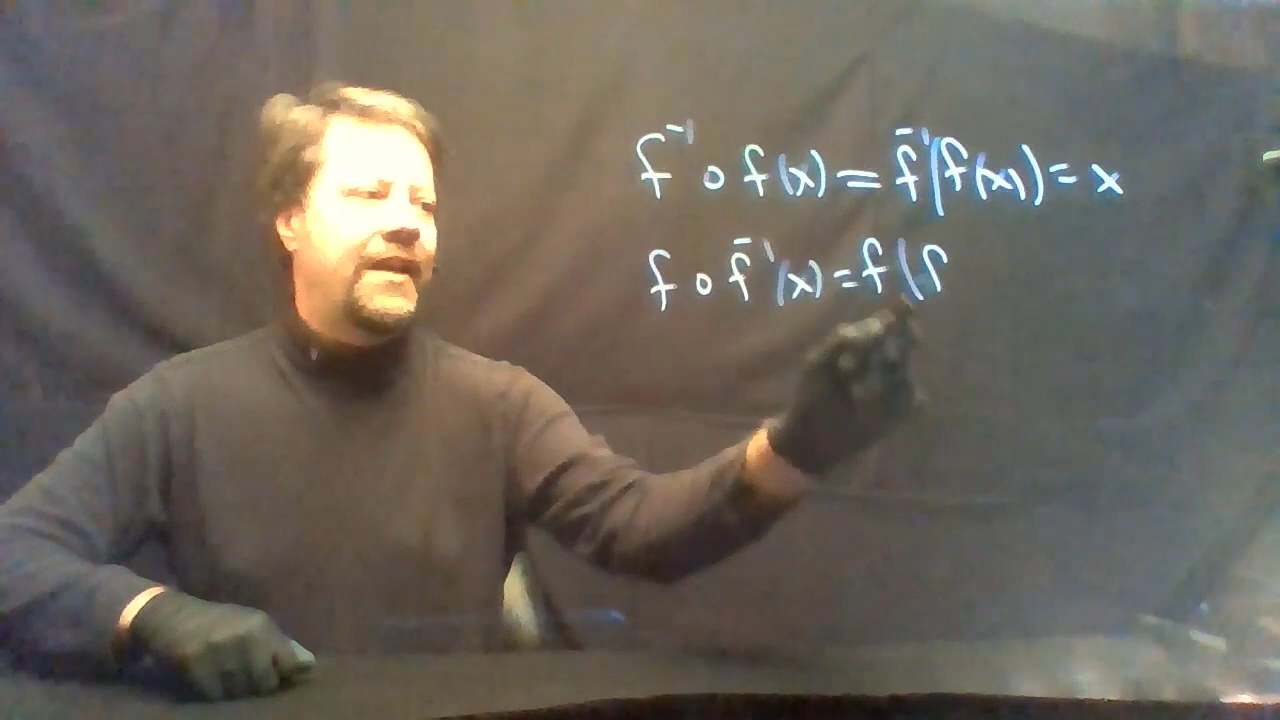 f⁻¹ ∘ f(x) = f⁻¹(f(x)) = x
f ∘ f⁻¹(x) = f(f